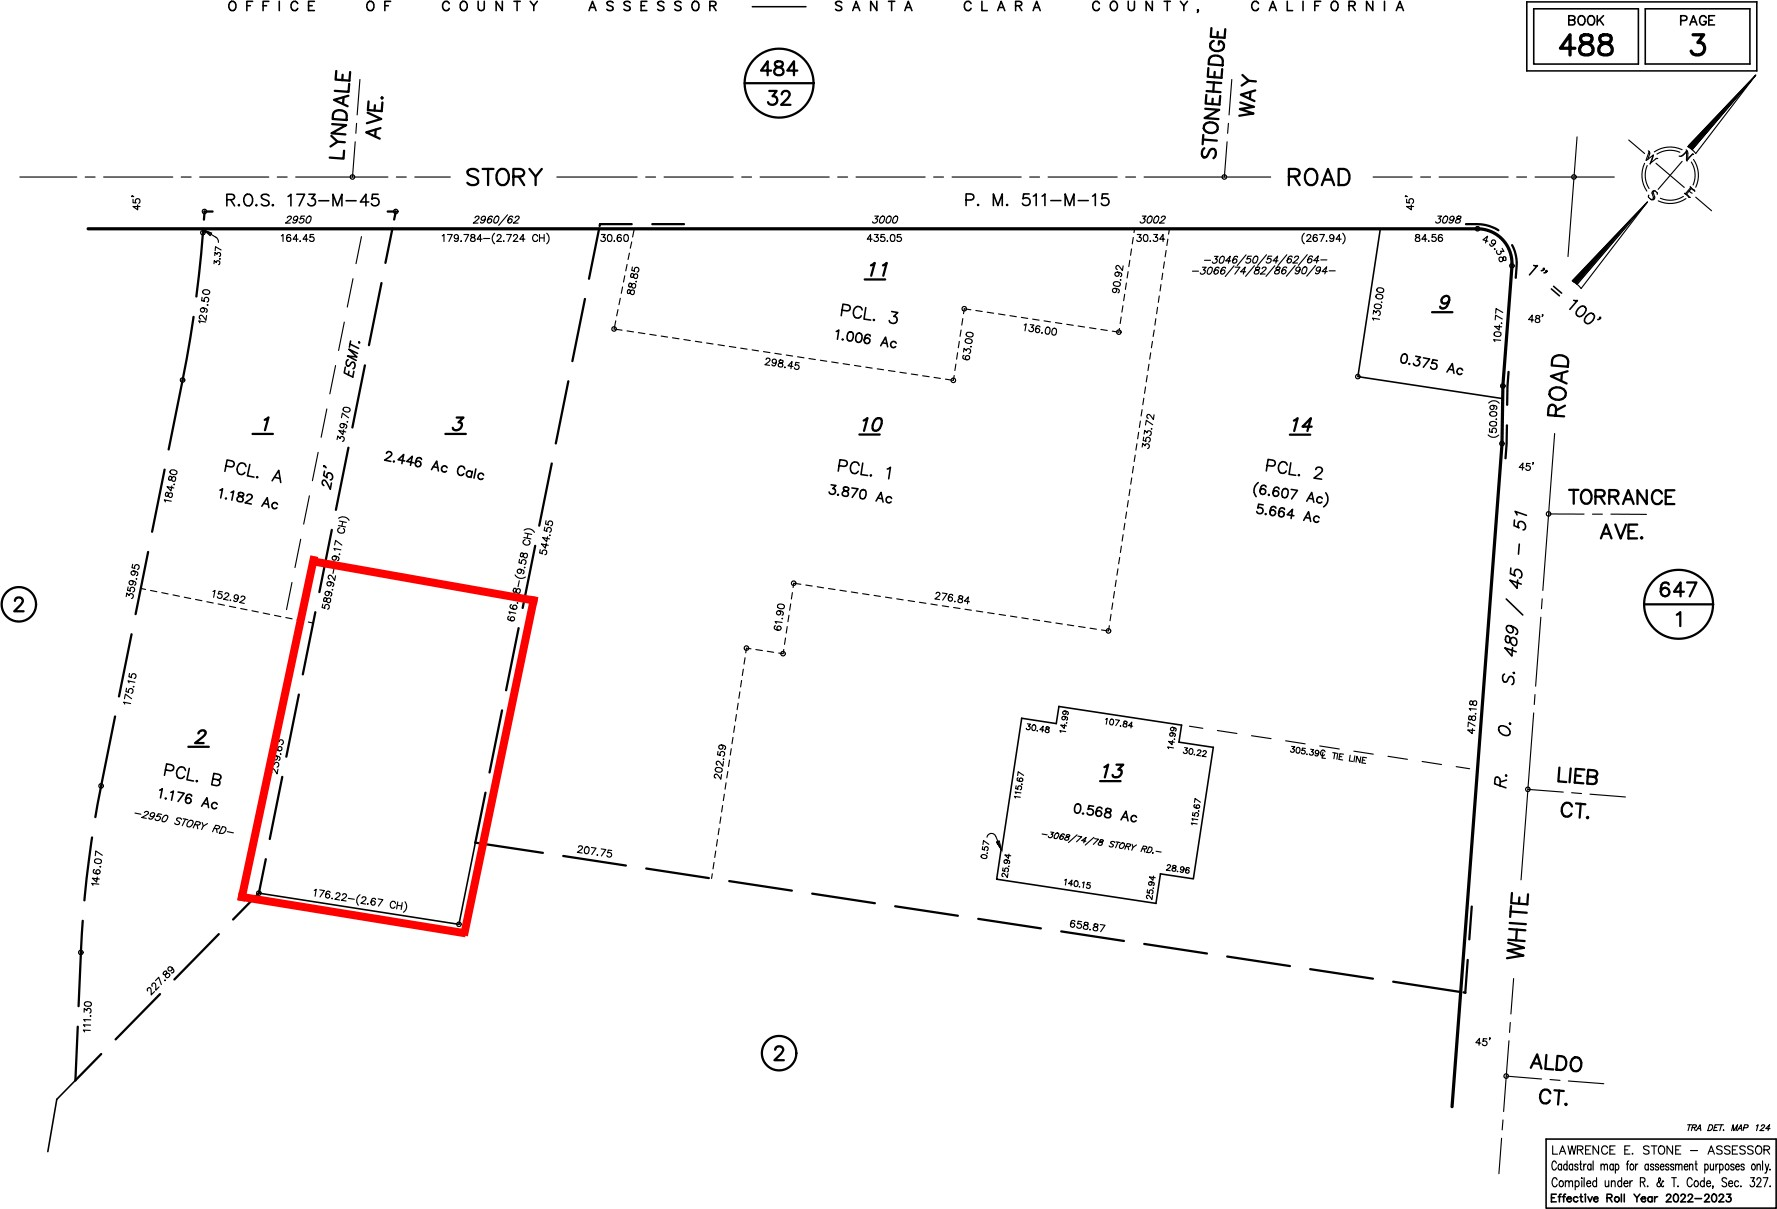 OFFICE OF COUNTY ASSESSOR — SANTA CLARA COUNTY, CALIFORNIA
BOOK
488
PAGE
3
484
32
LYNDALE
AVE.
STONEHEDGE
WAY
STORY ROAD
N
E
S
W
1" = 100'
45'
R.O.S. 173-M-45
P. M. 511-M-15
45'
2950
2960/62
3000
3002
3098
164.45
179.784-(2.724 CH)
30.60
435.05
30.34
(267.94)
84.56
49.38
3.37
-3046/50/54/62/64-
-3066/74/82/86/90/94-
129.50
88.85
11
PCL. 3
1.006 Ac
90.92
136.00
63.00
298.45
130.00
9
0.375 Ac
104.77
48'
ROAD
ESMT.
25'
349.70
1
PCL. A
1.182 Ac
184.80
3
2.446 Ac Calc
10
PCL. 1
3.870 Ac
353.72
14
PCL. 2
(6.607 Ac)
5.664 Ac
(50.09)
45'
TORRANCE
AVE.
R. O. S. 489 / 45 - 51
544.55
359.95
152.92
276.84
61.90
2
647
1
175.15
2
PCL. B
1.176 Ac
-2950 STORY RD-
202.59
30.48
14.99
107.84
14.99
30.22
305.39 ℄ TIE LINE
478.18
13
0.568 Ac
-3068/74/78 STORY RD.-
115.67
115.67
0.57
25.94
140.15
25.94
28.96
LIEB
CT.
146.07
207.75
176.22-(2.67 CH)
658.87
WHITE
227.89
111.30
2
45'
ALDO
CT.
TRA DET. MAP 124
LAWRENCE E. STONE - ASSESSOR
Cadastral map for assessment purposes only.
Compiled under R. & T. Code, Sec. 327.
Effective Roll Year 2022-2023